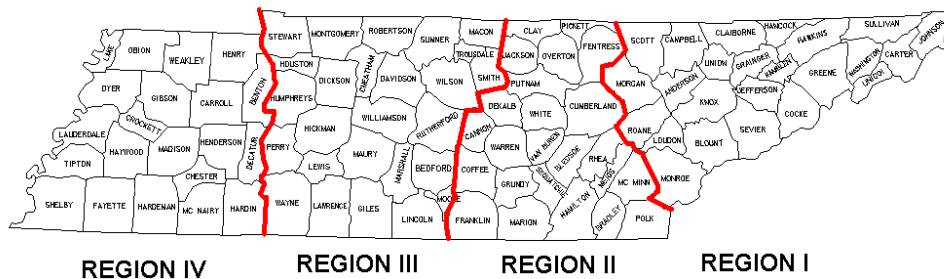 LAKE
OBION
WEAKLEY
HENRY
DYER
GIBSON
CARROLL
BENTON
LAUDERDALE
CROCKETT
HAYWOOD
MADISON
HENDERSON
DECATUR
TIPTON
CHESTER
SHELBY
FAYETTE
HARDEMAN
MC NAIRY
HARDIN
STEWART
MONTGOMERY
ROBERTSON
SUMNER
MACON
TROUSDALE
HOUSTON
DICKSON
CHEATHAM
DAVIDSON
WILSON
SMITH
HUMPHREYS
WILLIAMSON
RUTHERFORD
HICKMAN
PERRY
LEWIS
MAURY
MARSHALL
BEDFORD
MOORE
WAYNE
LAWRENCE
GILES
LINCOLN
CLAY
PICKETT
JACKSON
OVERTON
FENTRESS
PUTNAM
DEKALB
WHITE
CUMBERLAND
CANNON
WARREN
VAN BUREN
BLEDSOE
RHEA
COFFEE
GRUNDY
SEQUATCHIE
HAMILTON
MEIGS
MC MINN
FRANKLIN
MARION
BRADLEY
POLK
SCOTT
CAMPBELL
CLAIBORNE
HANCOCK
HAWKINS
SULLIVAN
JOHNSON
MORGAN
ANDERSON
UNION
GRAINGER
HAMBLEN
GREENE
WASHINGTON
UNICOI
CARTER
ROANE
KNOX
JEFFERSON
COCKE
LOUDON
BLOUNT
SEVIER
MONROE
REGION IV
REGION III
REGION II
REGION I